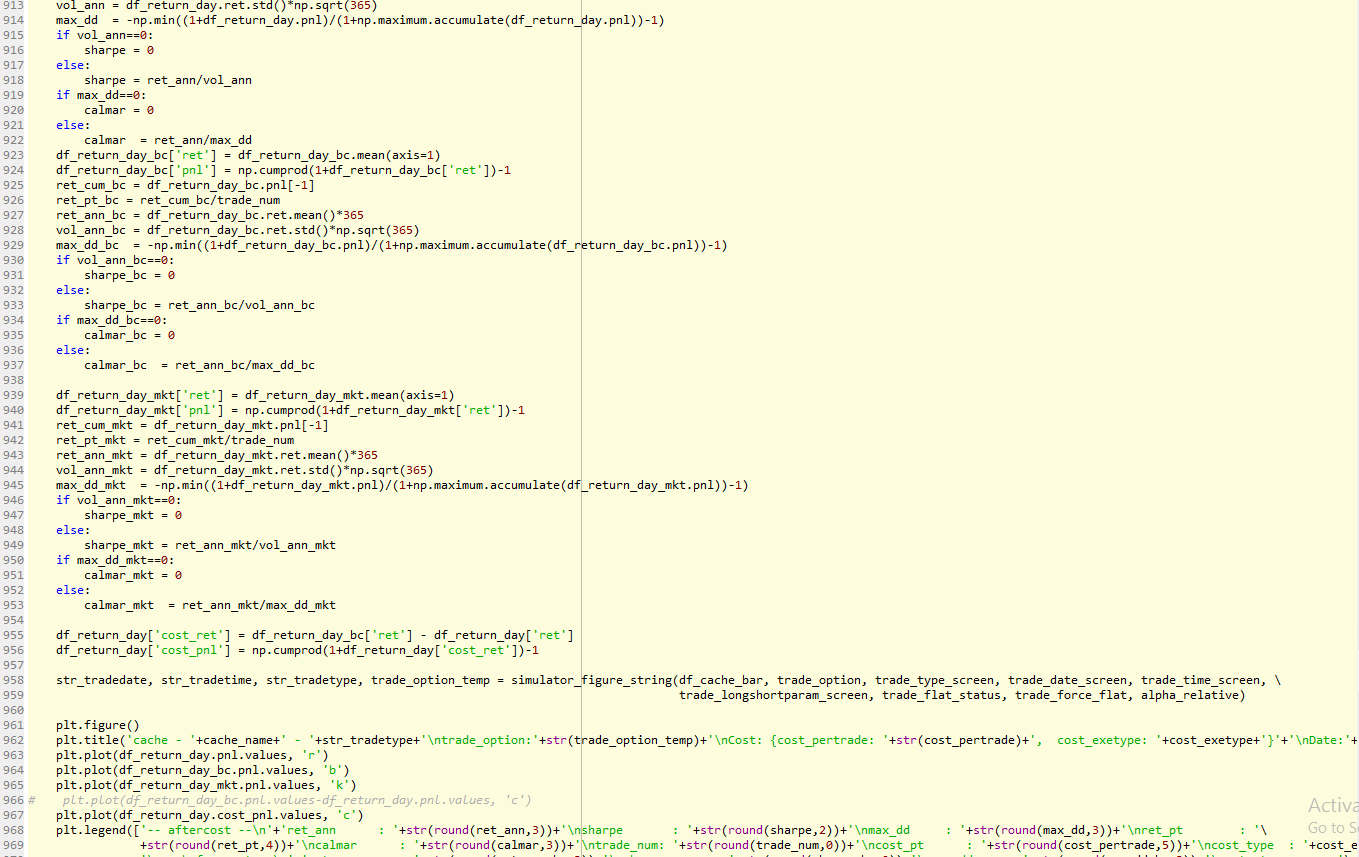 913 vol_ann = df_return_day.ret.std()*np.sqrt(365)
914 max_dd  = -np.min((1+df_return_day.pnl)/(1+np.maximum.accumulate(df_return_day.pnl))-1)
915 if vol_ann==0:
916 sharpe = 0
917 else:
918 sharpe = ret_ann/vol_ann
919 if max_dd==0:
920 calmar = 0
921 else:
922 calmar  = ret_ann/max_dd
923 df_return_day_bc['ret'] = df_return_day_bc.mean(axis=1)
924 df_return_day_bc['pnl'] = np.cumprod(1+df_return_day_bc['ret'])-1
925 ret_cum_bc = df_return_day_bc.pnl[-1]
926 ret_pt_bc = ret_cum_bc/trade_num
927 ret_ann_bc = df_return_day_bc.ret.mean()*365
928 vol_ann_bc = df_return_day_bc.ret.std()*np.sqrt(365)
929 max_dd_bc  = -np.min((1+df_return_day_bc.pnl)/(1+np.maximum.accumulate(df_return_day_bc.pnl))-1)
930 if vol_ann_bc==0:
931 sharpe_bc = 0
932 else:
933 sharpe_bc = ret_ann_bc/vol_ann_bc
934 if max_dd_bc==0:
935 calmar_bc = 0
936 else:
937 calmar_bc  = ret_ann_bc/max_dd_bc
938
939 df_return_day_mkt['ret'] = df_return_day_mkt.mean(axis=1)
940 df_return_day_mkt['pnl'] = np.cumprod(1+df_return_day_mkt['ret'])-1
941 ret_cum_mkt = df_return_day_mkt.pnl[-1]
942 ret_pt_mkt = ret_cum_mkt/trade_num
943 ret_ann_mkt = df_return_day_mkt.ret.mean()*365
944 vol_ann_mkt = df_return_day_mkt.ret.std()*np.sqrt(365)
945 max_dd_mkt  = -np.min((1+df_return_day_mkt.pnl)/(1+np.maximum.accumulate(df_return_day_mkt.pnl))-1)
946 if vol_ann_mkt==0:
947 sharpe_mkt = 0
948 else:
949 sharpe_mkt = ret_ann_mkt/vol_ann_mkt
950 if max_dd_mkt==0:
951 calmar_mkt = 0
952 else:
953 calmar_mkt  = ret_ann_mkt/max_dd_mkt
954
955 df_return_day['cost_ret'] = df_return_day_bc['ret'] - df_return_day['ret']
956 df_return_day['cost_pnl'] = np.cumprod(1+df_return_day['cost_ret'])-1
957
958 str_tradedate, str_tradetime, str_tradetype, trade_option_temp = simulator_figure_string(df_cache_bar, trade_option, trade_type_screen, trade_date_screen, trade_time_screen, \
959 trade_longshortparam_screen, trade_flat_status, trade_force_flat, alpha_relative)
960
961 plt.figure()
962 plt.title('cache - '+cache_name+' - '+str_tradetype+'\ntrade_option:'+str(trade_option_temp)+'\nCost: {cost_pertrade: '+str(cost_pertrade)+',  cost_exetype: '+cost_exetype+'}'+'\nDate:'+
963 plt.plot(df_return_day.pnl.values, 'r')
964 plt.plot(df_return_day_bc.pnl.values, 'b')
965 plt.plot(df_return_day_mkt.pnl.values, 'k')
966 #    plt.plot(df_return_day_bc.pnl.values-df_return_day.pnl.values, 'c')
967 plt.plot(df_return_day.cost_pnl.values, 'c')
968 plt.legend(['-- aftercost --\n'+'ret_ann      : '+str(round(ret_ann,3))+'\nsharpe       : '+str(round(sharpe,2))+'\nmax_dd     : '+str(round(max_dd,3))+'\nret_pt        : '\
969 +str(round(ret_pt,4))+'\ncalmar      : '+str(round(calmar,3))+'\ntrade_num: '+str(round(trade_num,0))+'\ncost_pt      : '+str(round(cost_pertrade,5))+'\ncost_type  : '+cost_e
Activa
Go to Se